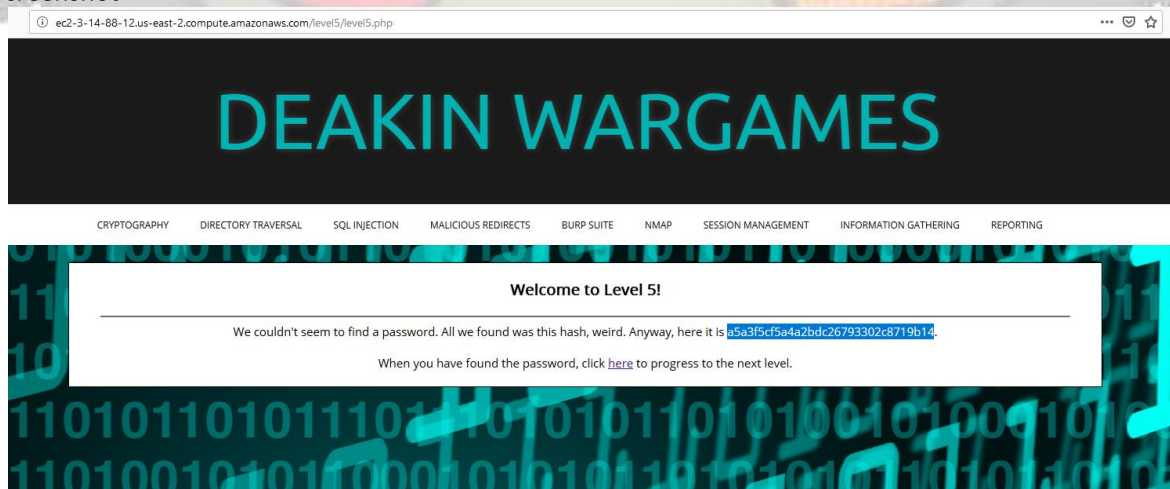 ec2-3-14-88-12.us-east-2.compute.amazonaws.com/level5/level5.php
DEAKIN WARGAMES
CRYPTOGRAPHY DIRECTORY TRAVERSAL SQL INJECTION MALICIOUS REDIRECTS BURP SUITE NMAP SESSION MANAGEMENT INFORMATION GATHERING REPORTING
Welcome to Level 5!
We couldn't seem to find a password. All we found was this hash, weird. Anyway, here it is a5a3f5cf5a4a2bdc26793302c8719b14.
When you have found the password, click here to progress to the next level.